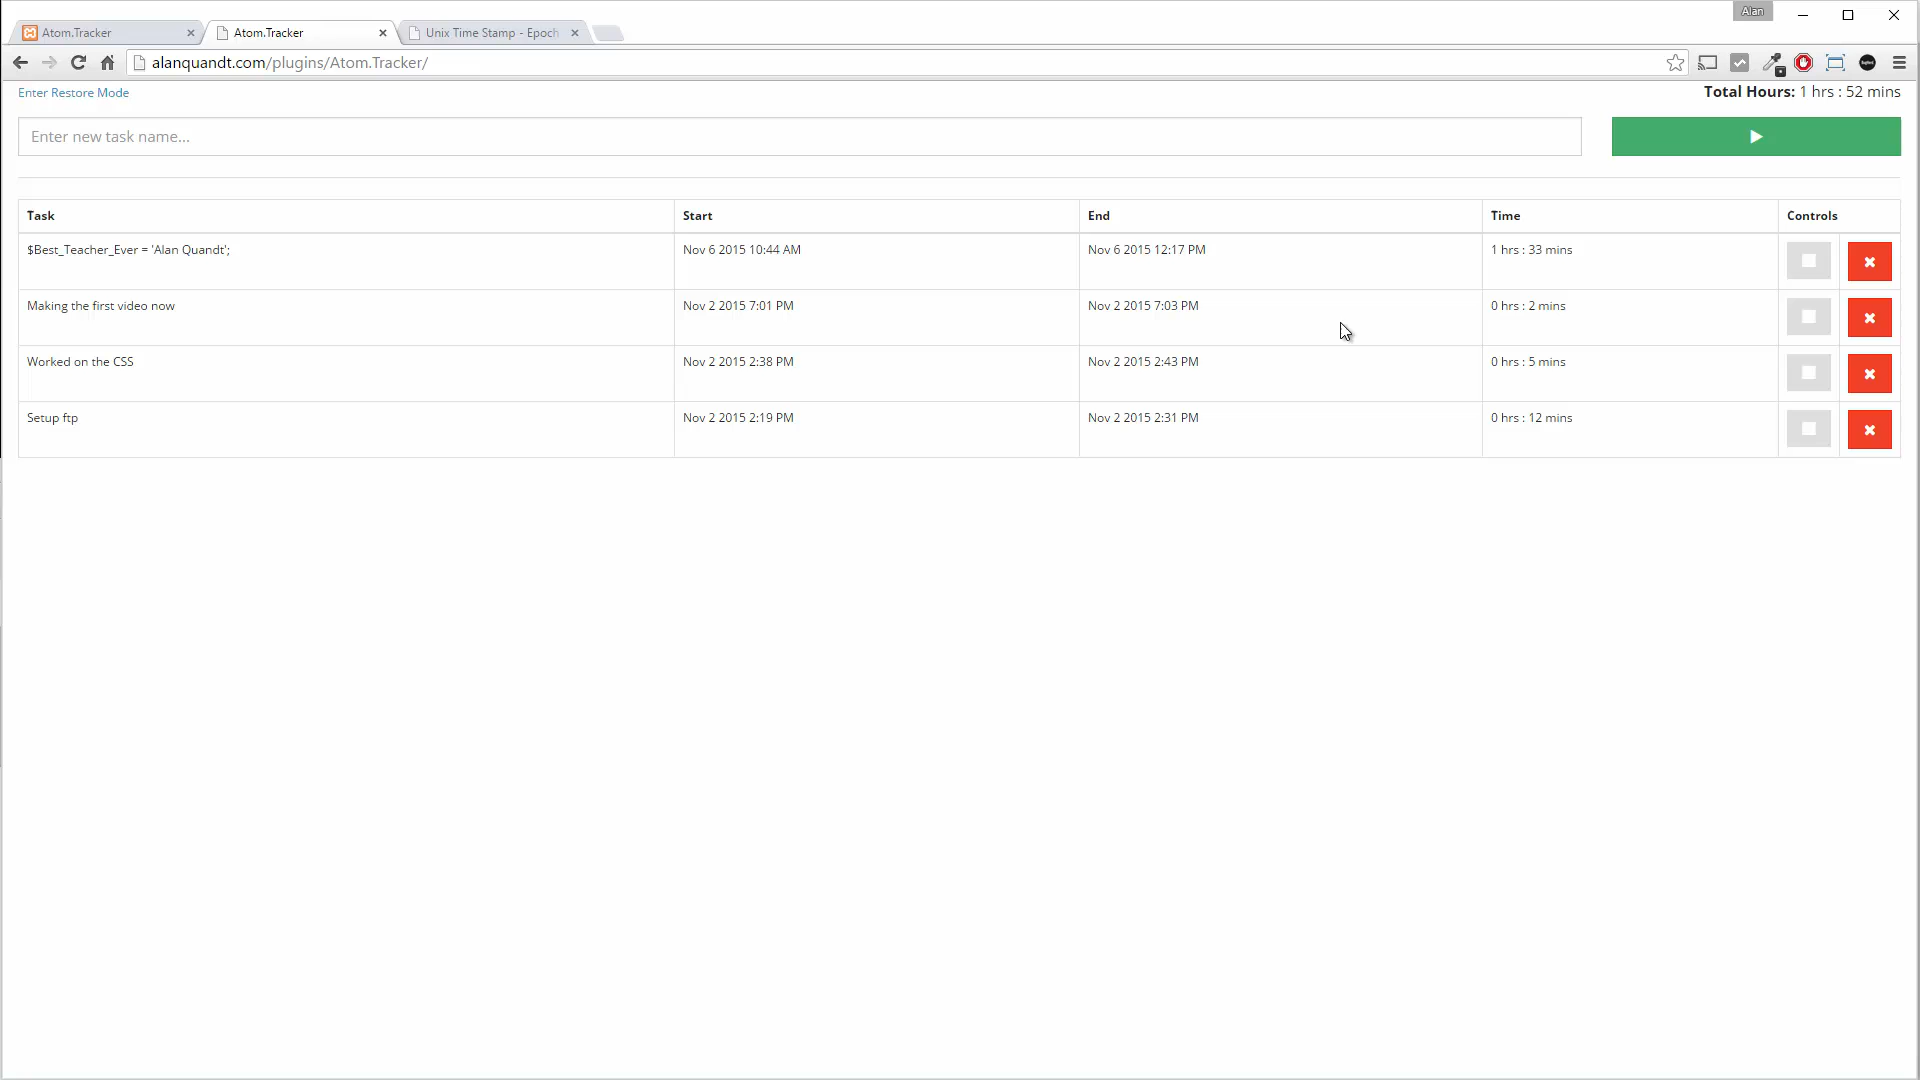 Alan
Atom.Tracker
Atom.Tracker
Unix Time Stamp - Epoch
alanquandt.com/plugins/Atom.Tracker/
Enter Restore Mode
Total Hours: 1 hrs : 52 mins
Enter new task name...
Task Start End Time Controls
$Best_Teacher_Ever = 'Alan Quandt'; Nov 6 2015 10:44 AM Nov 6 2015 12:17 PM 1 hrs : 33 mins
Making the first video now Nov 2 2015 7:01 PM Nov 2 2015 7:03 PM 0 hrs : 2 mins
Worked on the CSS Nov 2 2015 2:38 PM Nov 2 2015 2:43 PM 0 hrs : 5 mins
Setup ftp Nov 2 2015 2:19 PM Nov 2 2015 2:31 PM 0 hrs : 12 mins